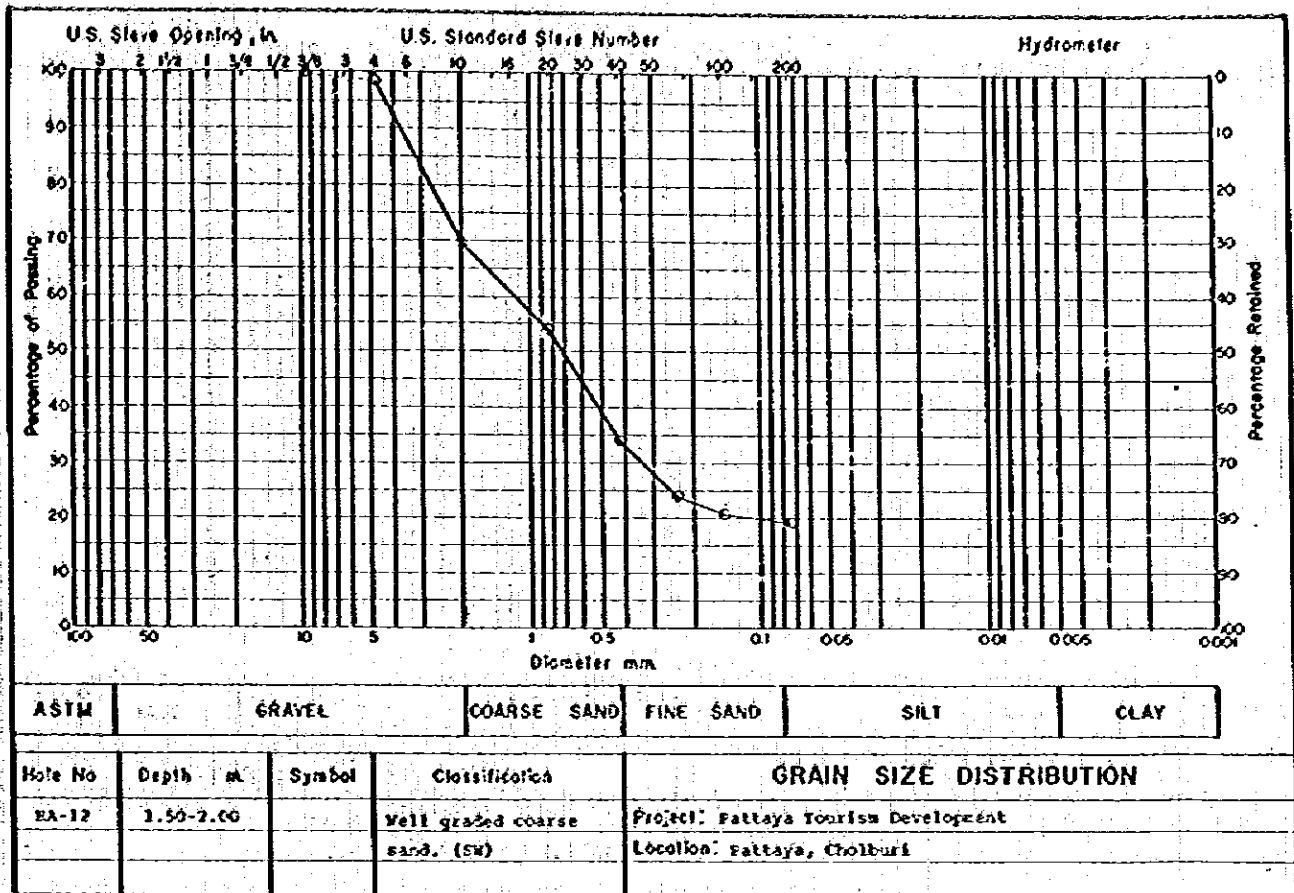 U.S. Sieve Opening, in. U.S. Standard Sieve Number Hydrometer
3 2 1 1/2 1 3/4 1/2 3/8 3 4 6 10 16 20 30 40 50 100 200
100 90 80 70 60 50 40 30 20 10 0
Percentage of Passing
0 10 20 30 40 50 60 70 80 90 100
Percentage Retained
100 50 10 5 1 0.5 0.1 0.05 0.01 0.005 0.001
Diameter mm
ASTM GRAVEL COARSE SAND FINE SAND SILT CLAY
Hole No Depth m. Symbol Classification GRAIN SIZE DISTRIBUTION
1.50-2.00 Well graded coarse Project: Pattaya Tourism Development
sand. (SW) Location: Pattaya, Cholburi